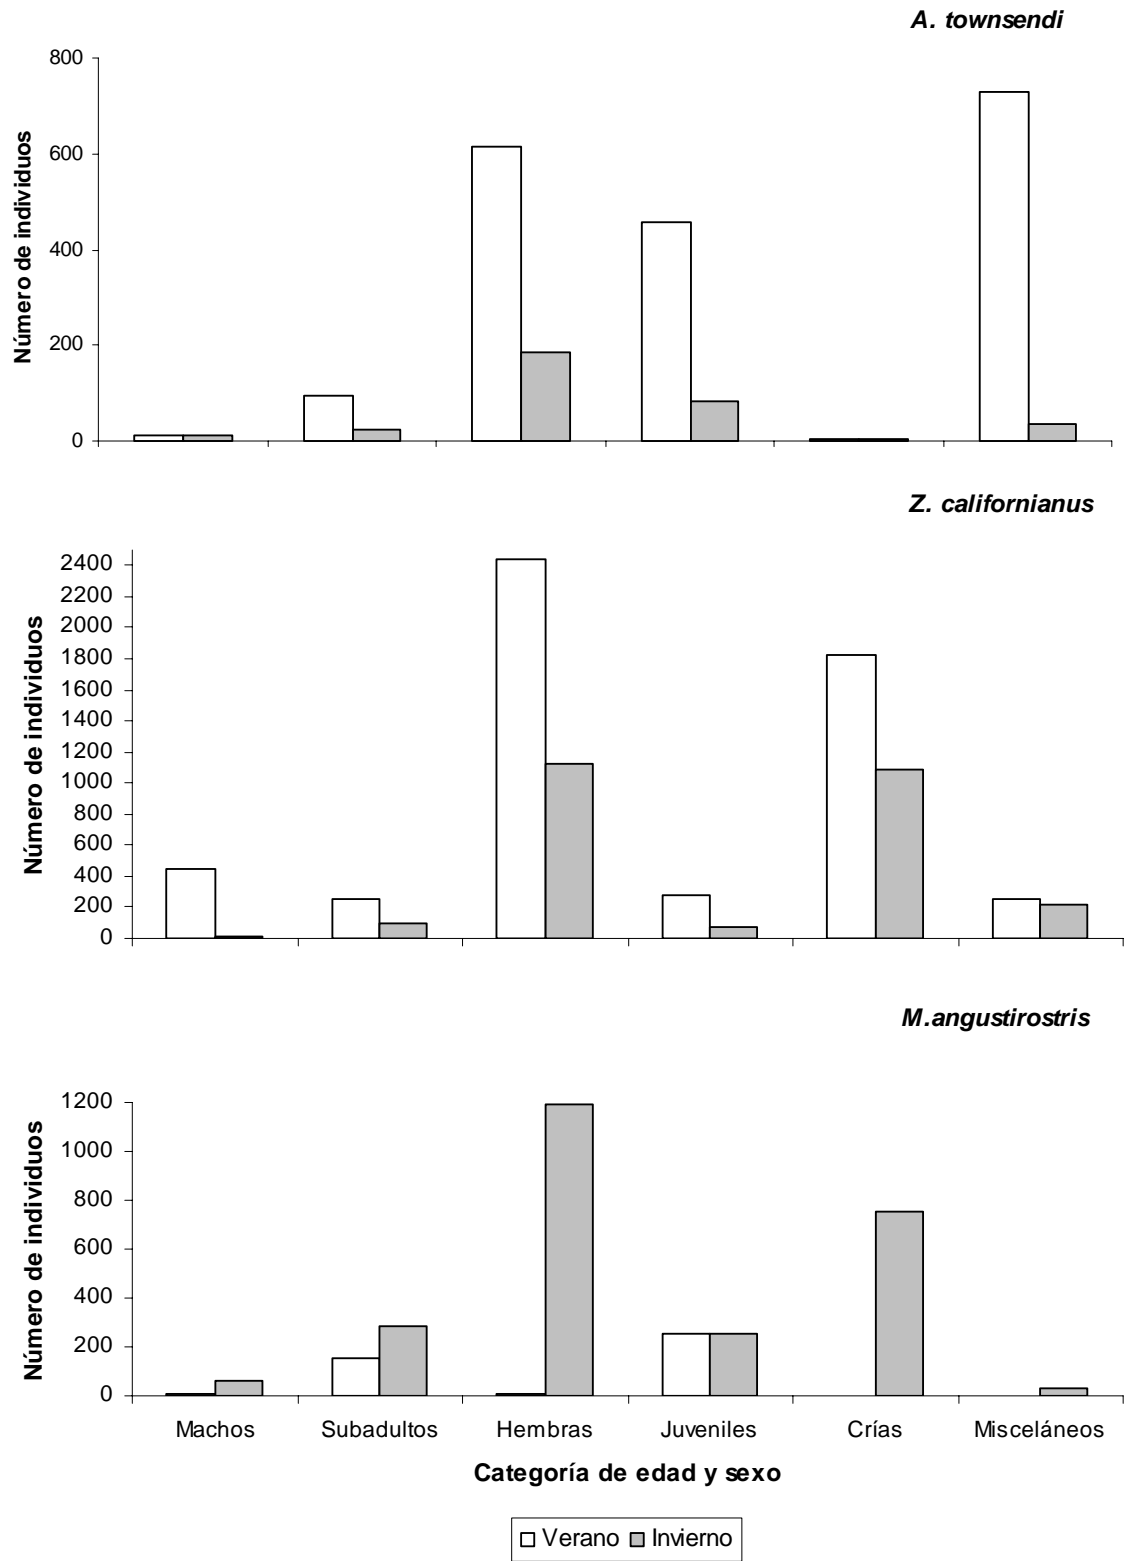 A. townsendi
800
600
400
200
0
Número de individuos
Z. californianus
2400
2200
2000
1800
1600
1400
1200
1000
800
600
400
200
0
Número de individuos
M.angustirostris
1200
1000
800
600
400
200
0
Número de individuos
Machos Subadultos Hembras Juveniles Crías Misceláneos
Categoría de edad y sexo
Verano Invierno